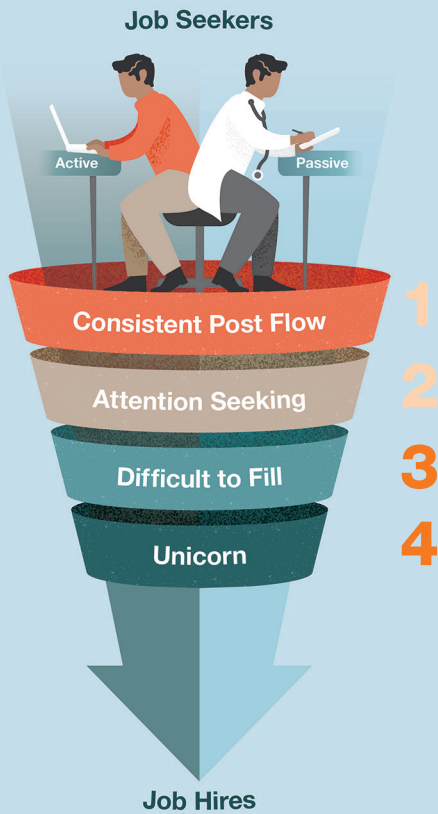 Job Seekers
Active
Passive
Consistent Post Flow
1
Attention Seeking
2
Difficult to Fill
3
Unicorn
4
Job Hires